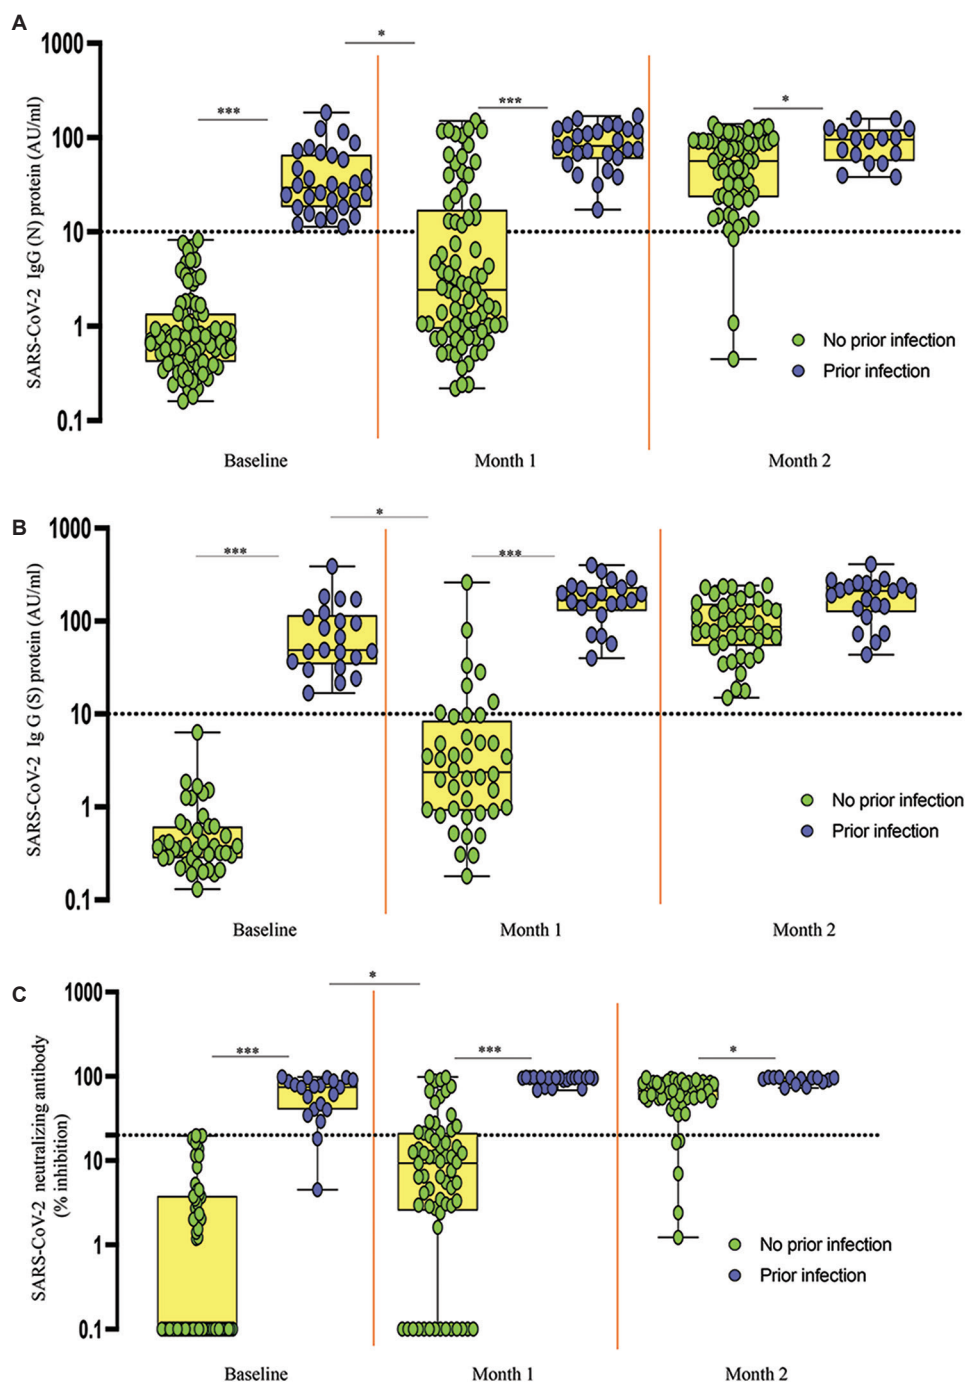 A
SARS-CoV-2 IgG (N) protein (AU/ml)
1000
100
10
1
0.1
***
*
***
*
No prior infection
Prior infection
Baseline
Month 1
Month 2
B
SARS-CoV-2 Ig G (S) protein (AU/ml)
1000
100
10
1
0.1
***
*
***
No prior infection
Prior infection
Baseline
Month 1
Month 2
C
SARS-CoV-2 neutralizing antibody
(% inhibition)
1000
100
10
1
0.1
***
*
***
*
No prior infection
Prior infection
Baseline
Month 1
Month 2